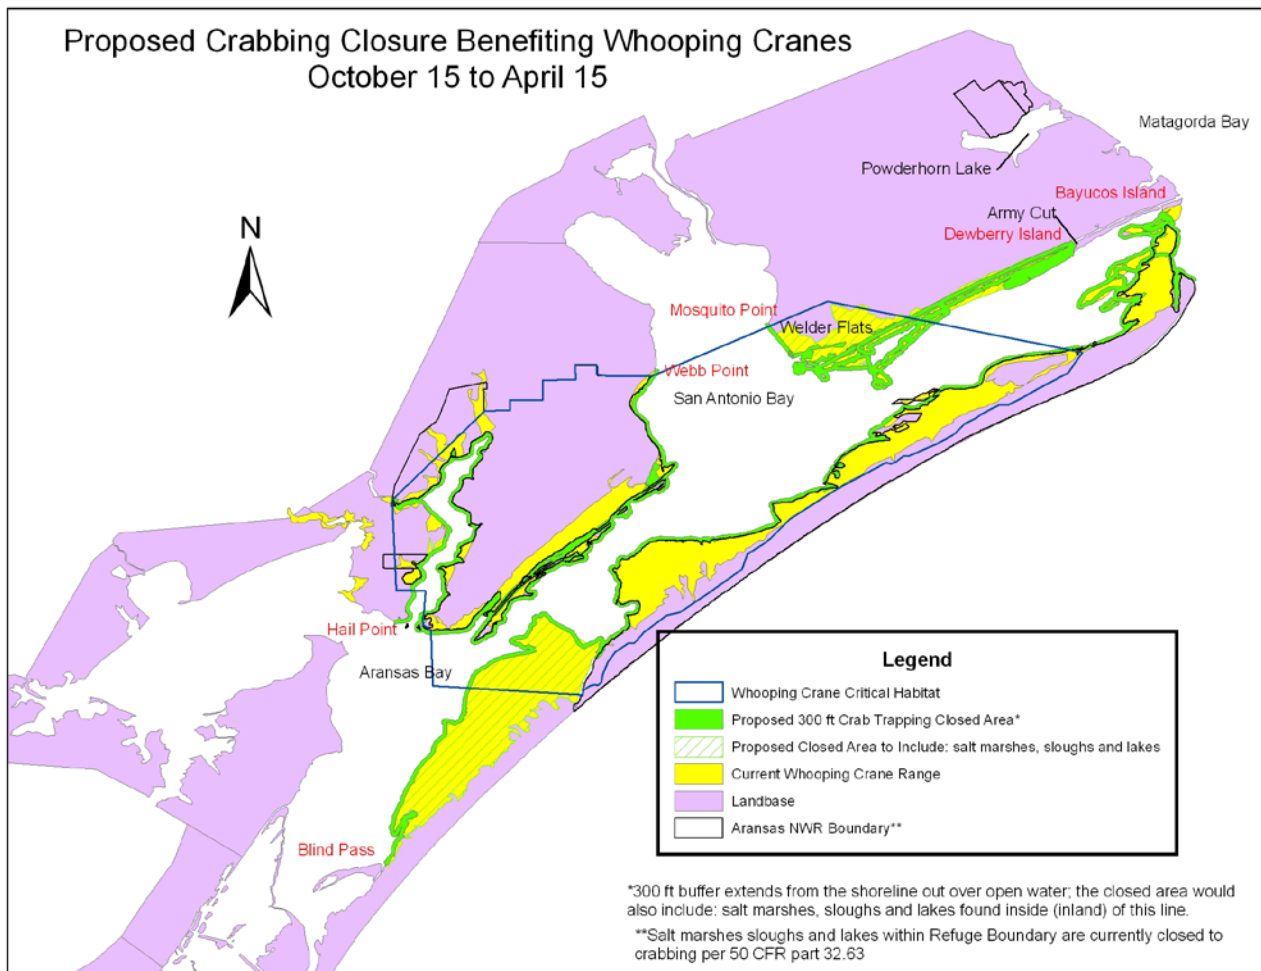 Proposed Crabbing Closure Benefiting Whooping Cranes
October 15 to April 15
Matagorda Bay
Powderhorn Lake
Bayucos Island
Army Cut
Dewberry Island
N
Mosquito Point
Welder Flats
Webb Point
San Antonio Bay
Hail Point
Aransas Bay
Blind Pass
Legend
Whooping Crane Critical Habitat
Proposed 300 ft Crab Trapping Closed Area*
Proposed Closed Area to Include: salt marshes, sloughs and lakes
Current Whooping Crane Range
Landbase
Aransas NWR Boundary**
*300 ft buffer extends from the shoreline out over open water; the closed area would
also include: salt marshes, sloughs and lakes found inside (inland) of this line.
**Salt marshes sloughs and lakes within Refuge Boundary are currently closed to
crabbing per 50 CFR part 32.63